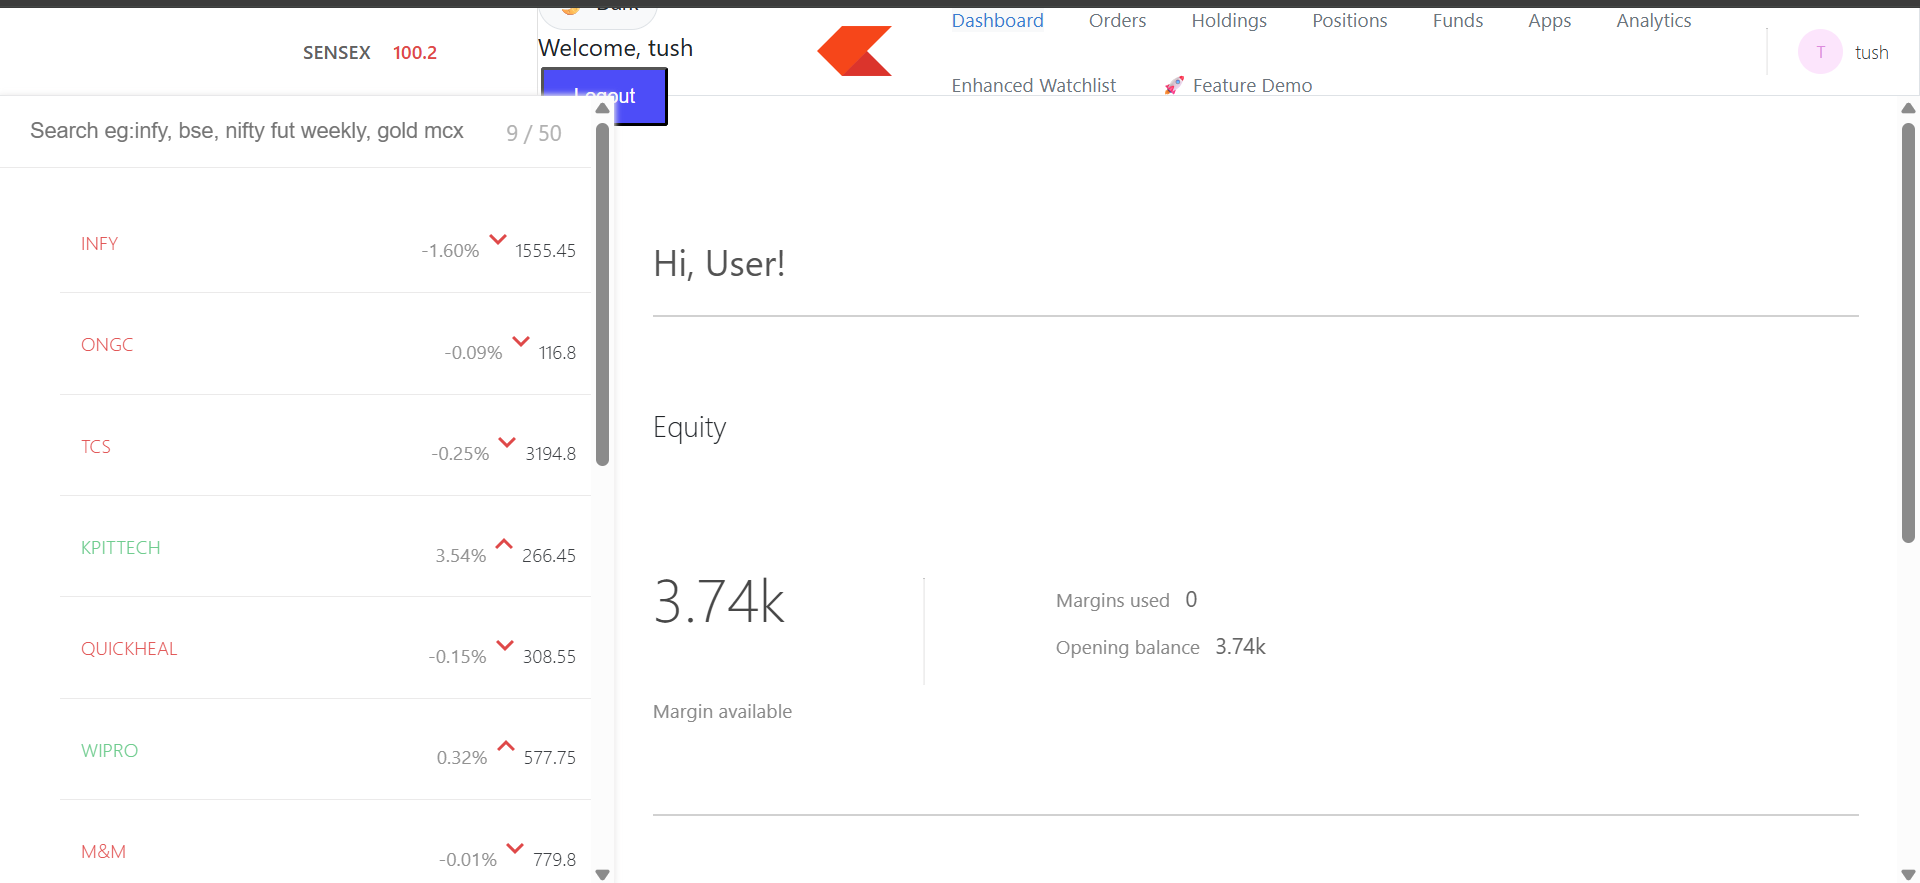 Dark
SENSEX 100.2
Welcome, tush
Logout
Dashboard Orders Holdings Positions Funds Apps Analytics
Enhanced Watchlist 🚀 Feature Demo
T tush
Search eg:infy, bse, nifty fut weekly, gold mcx 9 / 50
INFY -1.60% 1555.45
ONGC -0.09% 116.8
TCS -0.25% 3194.8
KPITTECH 3.54% 266.45
QUICKHEAL -0.15% 308.55
WIPRO 0.32% 577.75
M&M -0.01% 779.8
Hi, User!
Equity
3.74k
Margin available
Margins used 0
Opening balance 3.74k